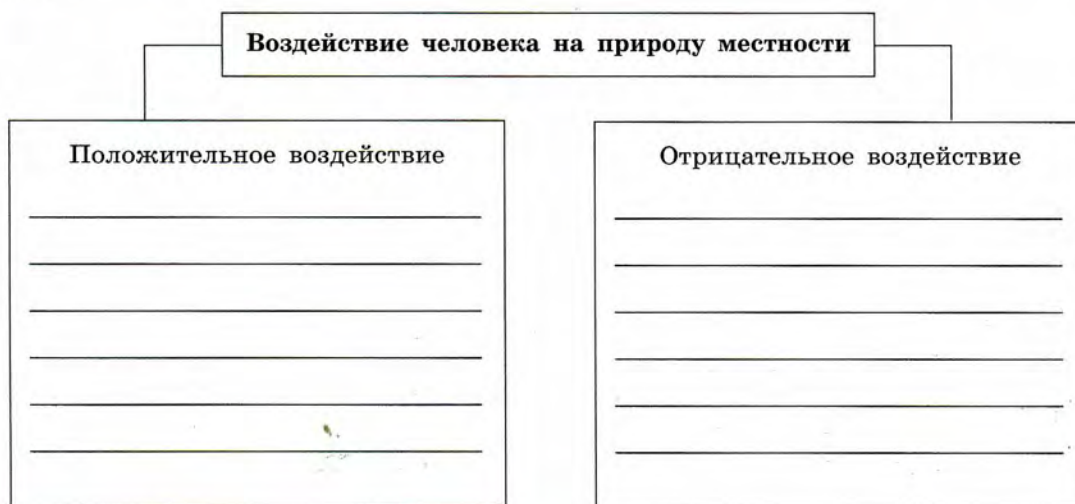 Воздействие человека на природу местности
Положительное воздействие
Отрицательное воздействие